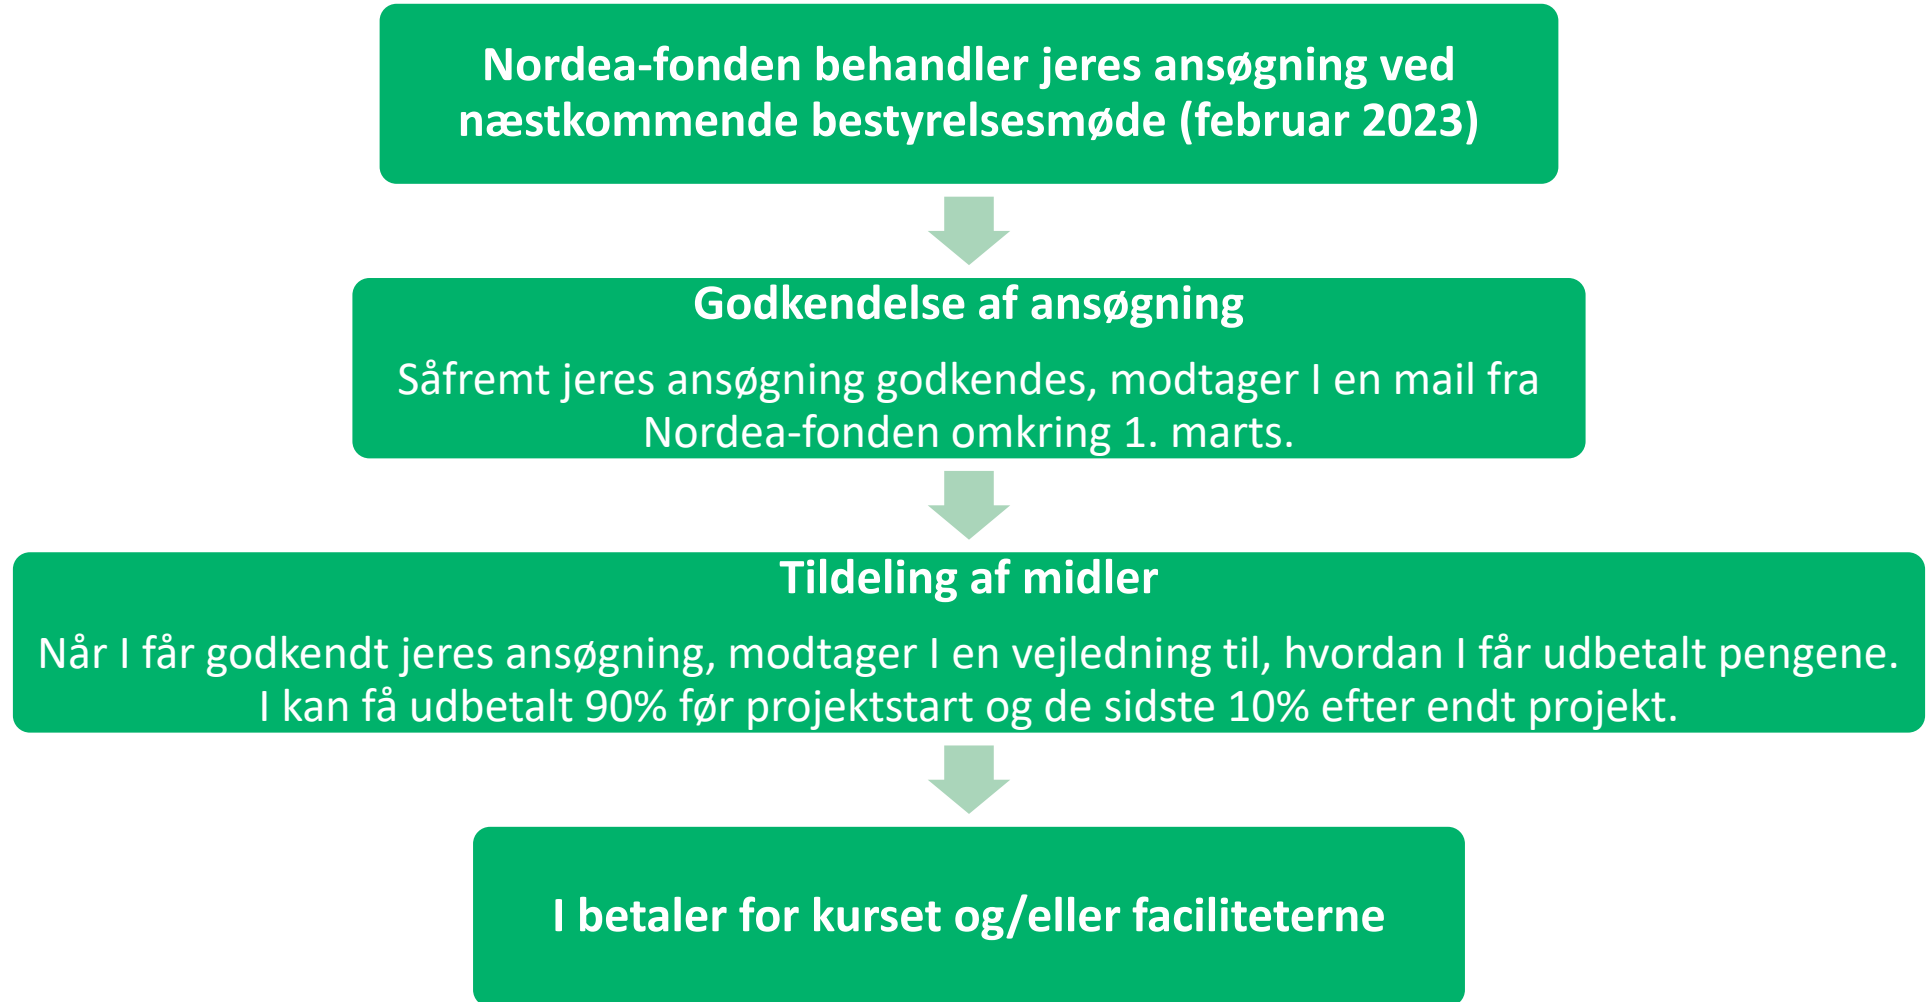 Nordea-fonden behandler jeres ansøgning ved
næstkommende bestyrelsesmøde (februar 2023)
Godkendelse af ansøgning
Såfremt jeres ansøgning godkendes, modtager I en mail fra
Nordea-fonden omkring 1. marts.
Tildeling af midler
Når I får godkendt jeres ansøgning, modtager I en vejledning til, hvordan I får udbetalt pengene.
I kan få udbetalt 90% før projektstart og de sidste 10% efter endt projekt.
I betaler for kurset og/eller faciliteterne